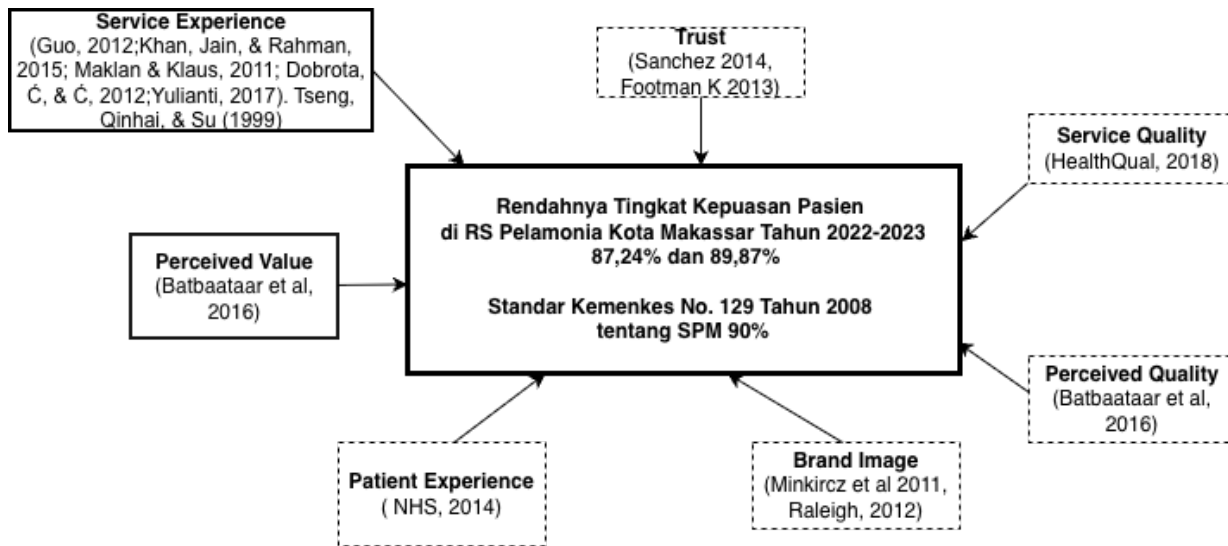 Service Experience
(Guo, 2012;Khan, Jain, & Rahman,
2015; Maklan & Klaus, 2011; Dobrota,
Ć, & Ć, 2012;Yulianti, 2017). Tseng,
Qinhai, & Su (1999)
Trust
(Sanchez 2014,
Footman K 2013)
Service Quality
(HealthQual, 2018)
Rendahnya Tingkat Kepuasan Pasien
di RS Pelamonia Kota Makassar Tahun 2022-2023
87,24% dan 89,87%
Standar Kemenkes No. 129 Tahun 2008
tentang SPM 90%
Perceived Value
(Batbaataar et al,
2016)
Perceived Quality
(Batbaataar et al,
2016)
Patient Experience
( NHS, 2014)
Brand Image
(Minkircz et al 2011,
Raleigh, 2012)